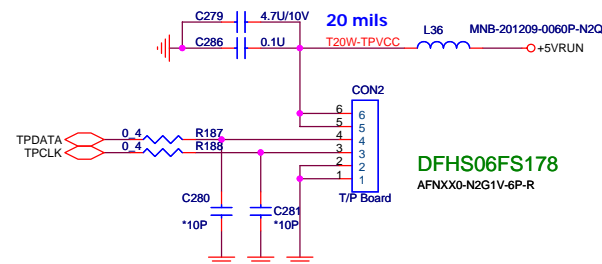 C279 4.7U/10V 20 mils
C286 0.1U T20W-TPVCC
L36 MNB-201209-0060P-N2Q
+5VRUN
CON2
6 6
5 5
TPDATA 0_4 R187 4 4
TPCLK 0_4 R188 3 3
2 2
1 1
DFHS06FS178
AFNXX0-N2G1V-6P-R
T/P Board
C280 C281
*10P *10P